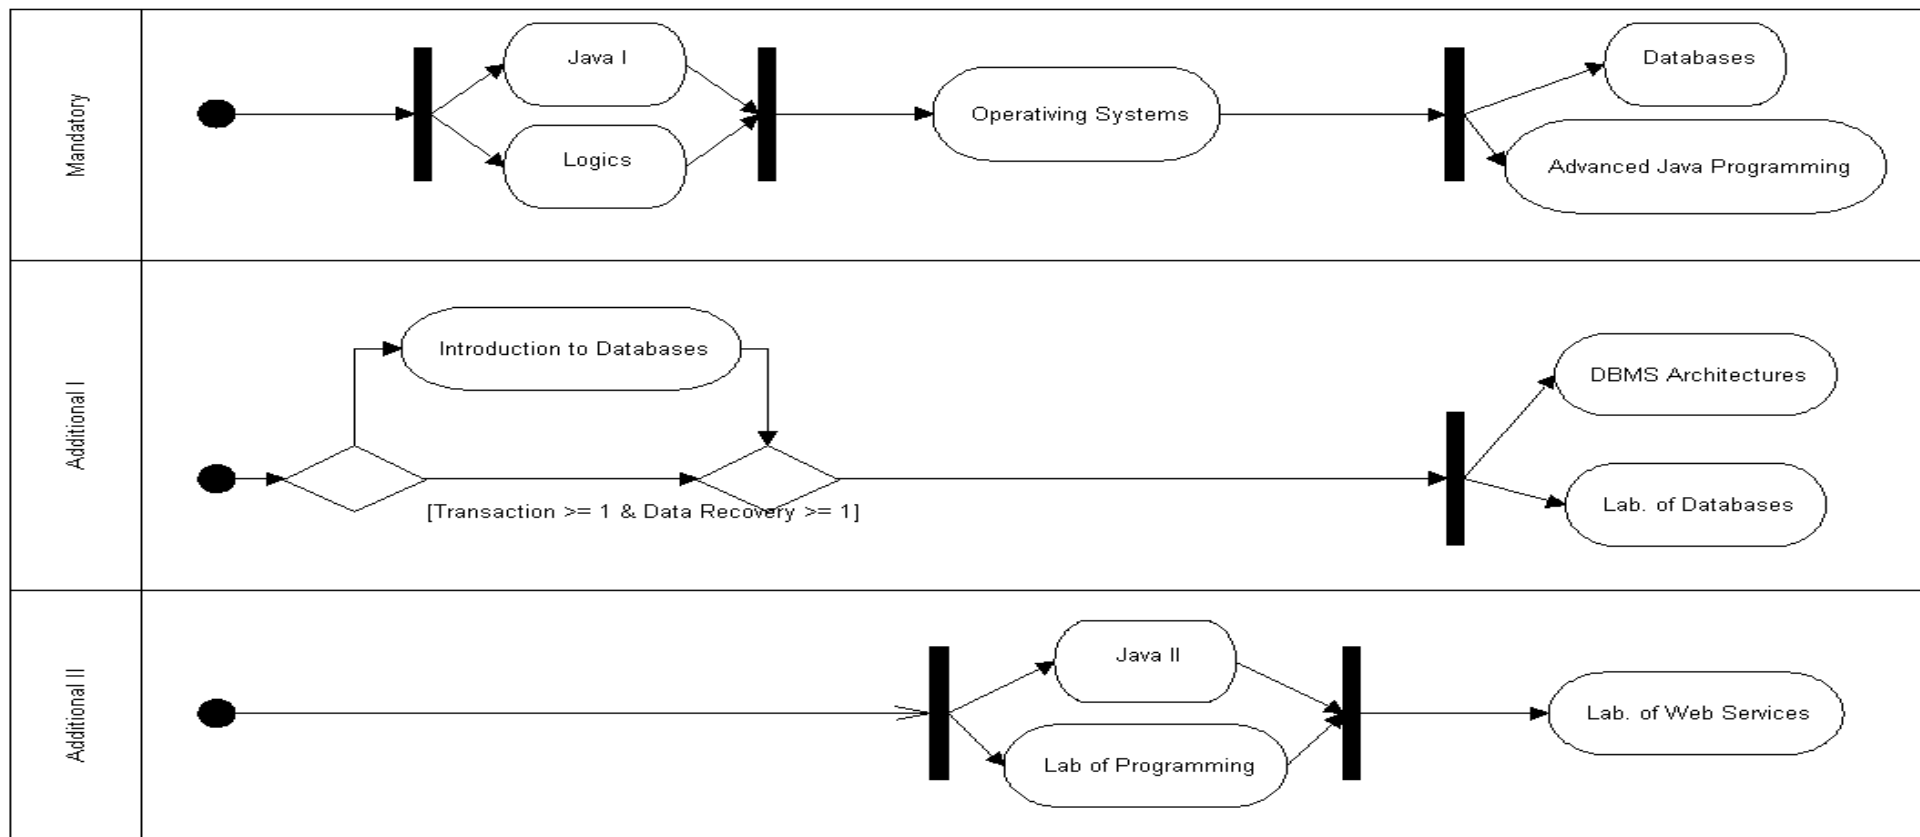 Mandatory
Java I
Logics
Operativing Systems
Databases
Advanced Java Programming
Additional I
Introduction to Databases
[Transaction >= 1 & Data Recovery >= 1]
DBMS Architectures
Lab. of Databases
Additional II
Java II
Lab of Programming
Lab. of Web Services